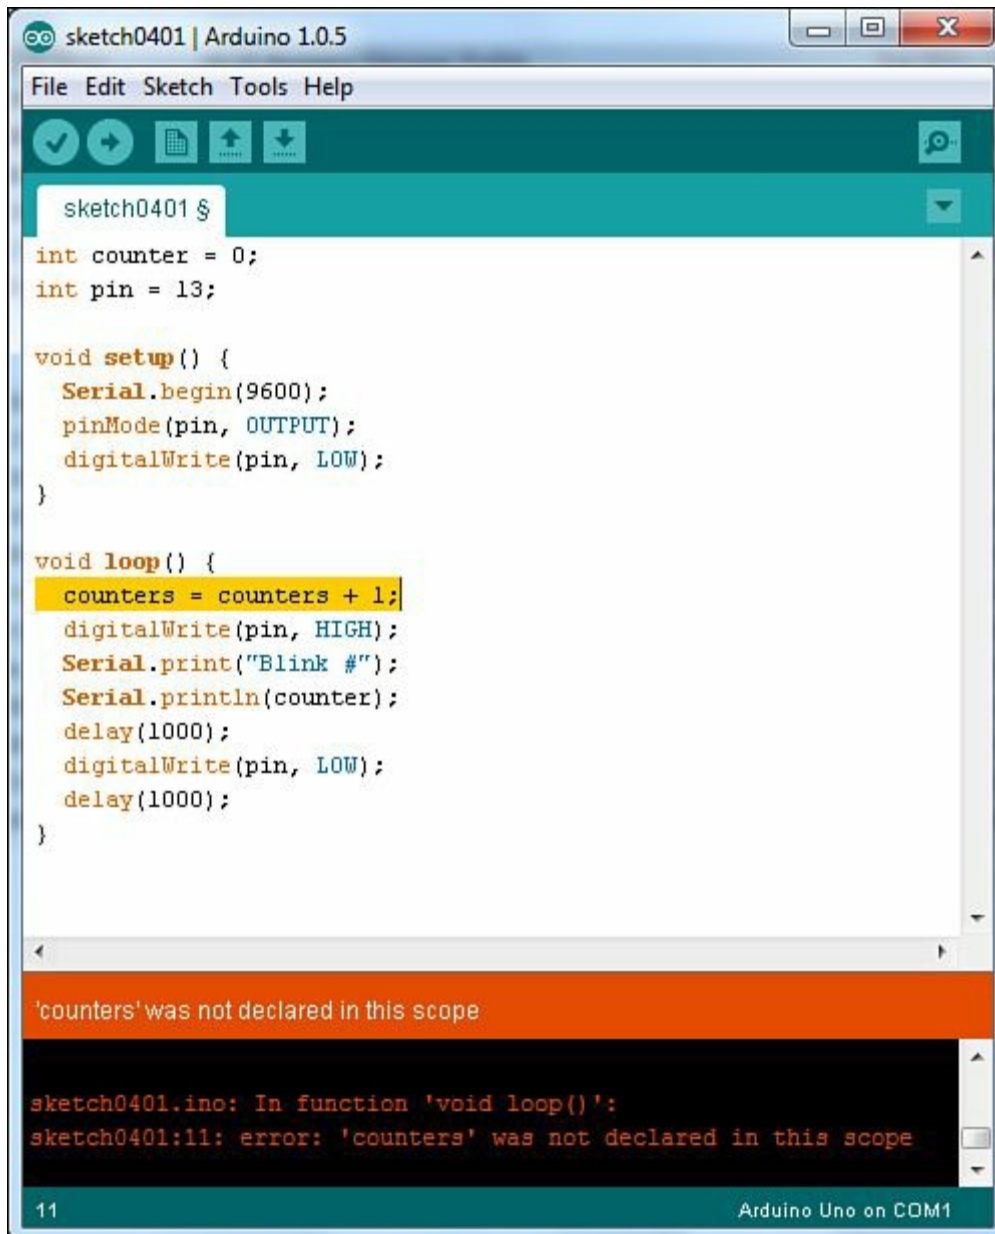 sketch0401 | Arduino 1.0.5
File Edit Sketch Tools Help
sketch0401 §
int counter = 0;
int pin = 13;
void setup() {
  Serial.begin(9600);
  pinMode(pin, OUTPUT);
  digitalWrite(pin, LOW);
}
void loop() {
  counters = counters + 1;
  digitalWrite(pin, HIGH);
  Serial.print("Blink #");
  Serial.println(counter);
  delay(1000);
  digitalWrite(pin, LOW);
  delay(1000);
}
'counters' was not declared in this scope
sketch0401.ino: In function 'void loop()':
sketch0401:11: error: 'counters' was not declared in this scope
11 Arduino Uno on COM1